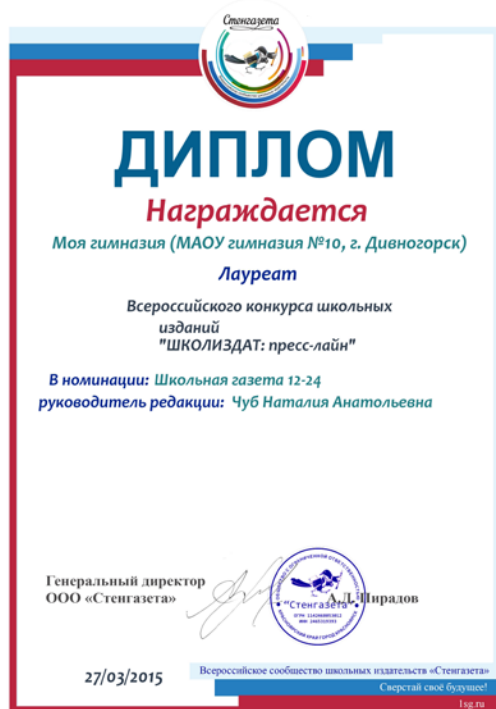 Стенгазета
ДИПЛОМ
Награждается
Моя гимназия (МАОУ гимназия №10, г. Дивногорск)
Лауреат
Всероссийского конкурса школьных
изданий
"ШКОЛИЗДАТ: пресс-лайн"
В номинации: Школьная газета 12-24
руководитель редакции: Чуб Наталия Анатольевна
Генеральный директор
ООО «Стенгазета» А.Д. Пирадов
"Стенгазета"
27/03/2015
Всероссийское сообщество школьных издательств «Стенгазета»
Сверстай своё будущее!
1sg.ru